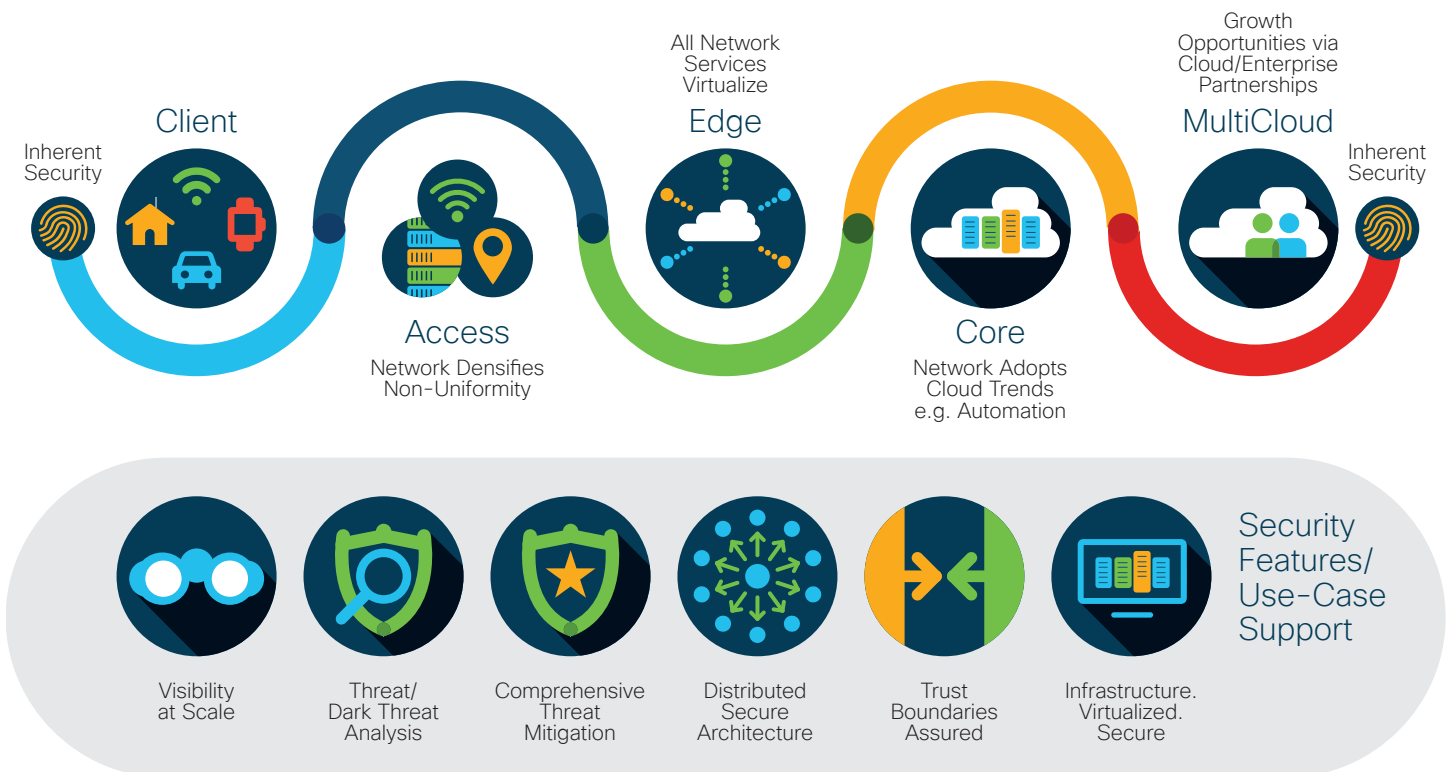 Inherent
Security
Client
Access
Network Densifies
Non-Uniformity
All Network
Services
Virtualize
Edge
Core
Network Adopts
Cloud Trends
e.g. Automation
Growth
Opportunities via
Cloud/Enterprise
Partnerships
MultiCloud
Inherent
Security
Security
Features/
Use-Case
Support
Visibility
at Scale
Threat/
Dark Threat
Analysis
Comprehensive
Threat
Mitigation
Distributed
Secure
Architecture
Trust
Boundaries
Assured
Infrastructure.
Virtualized.
Secure